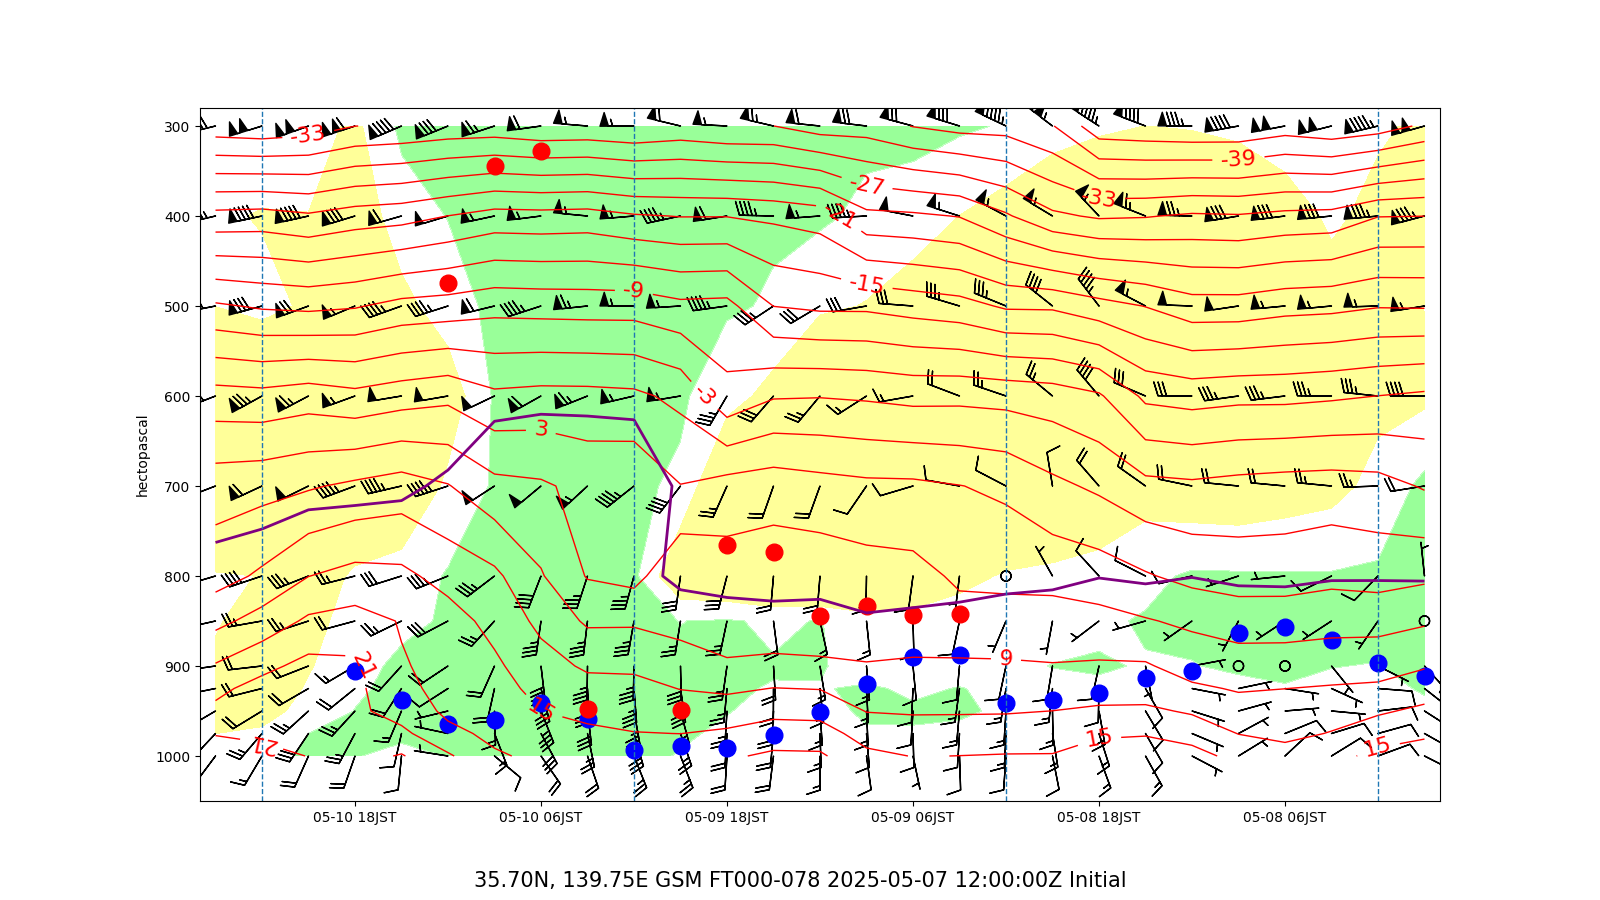 300
400
500
600
700
800
900
1000
hectopascal
-33
-39
-27
-33
-21
-15
-9
-3
3
9
21
15
15
21
15
05-10 18JST
05-10 06JST
05-09 18JST
05-09 06JST
05-08 18JST
05-08 06JST
35.70N, 139.75E GSM FT000-078 2025-05-07 12:00:00Z Initial